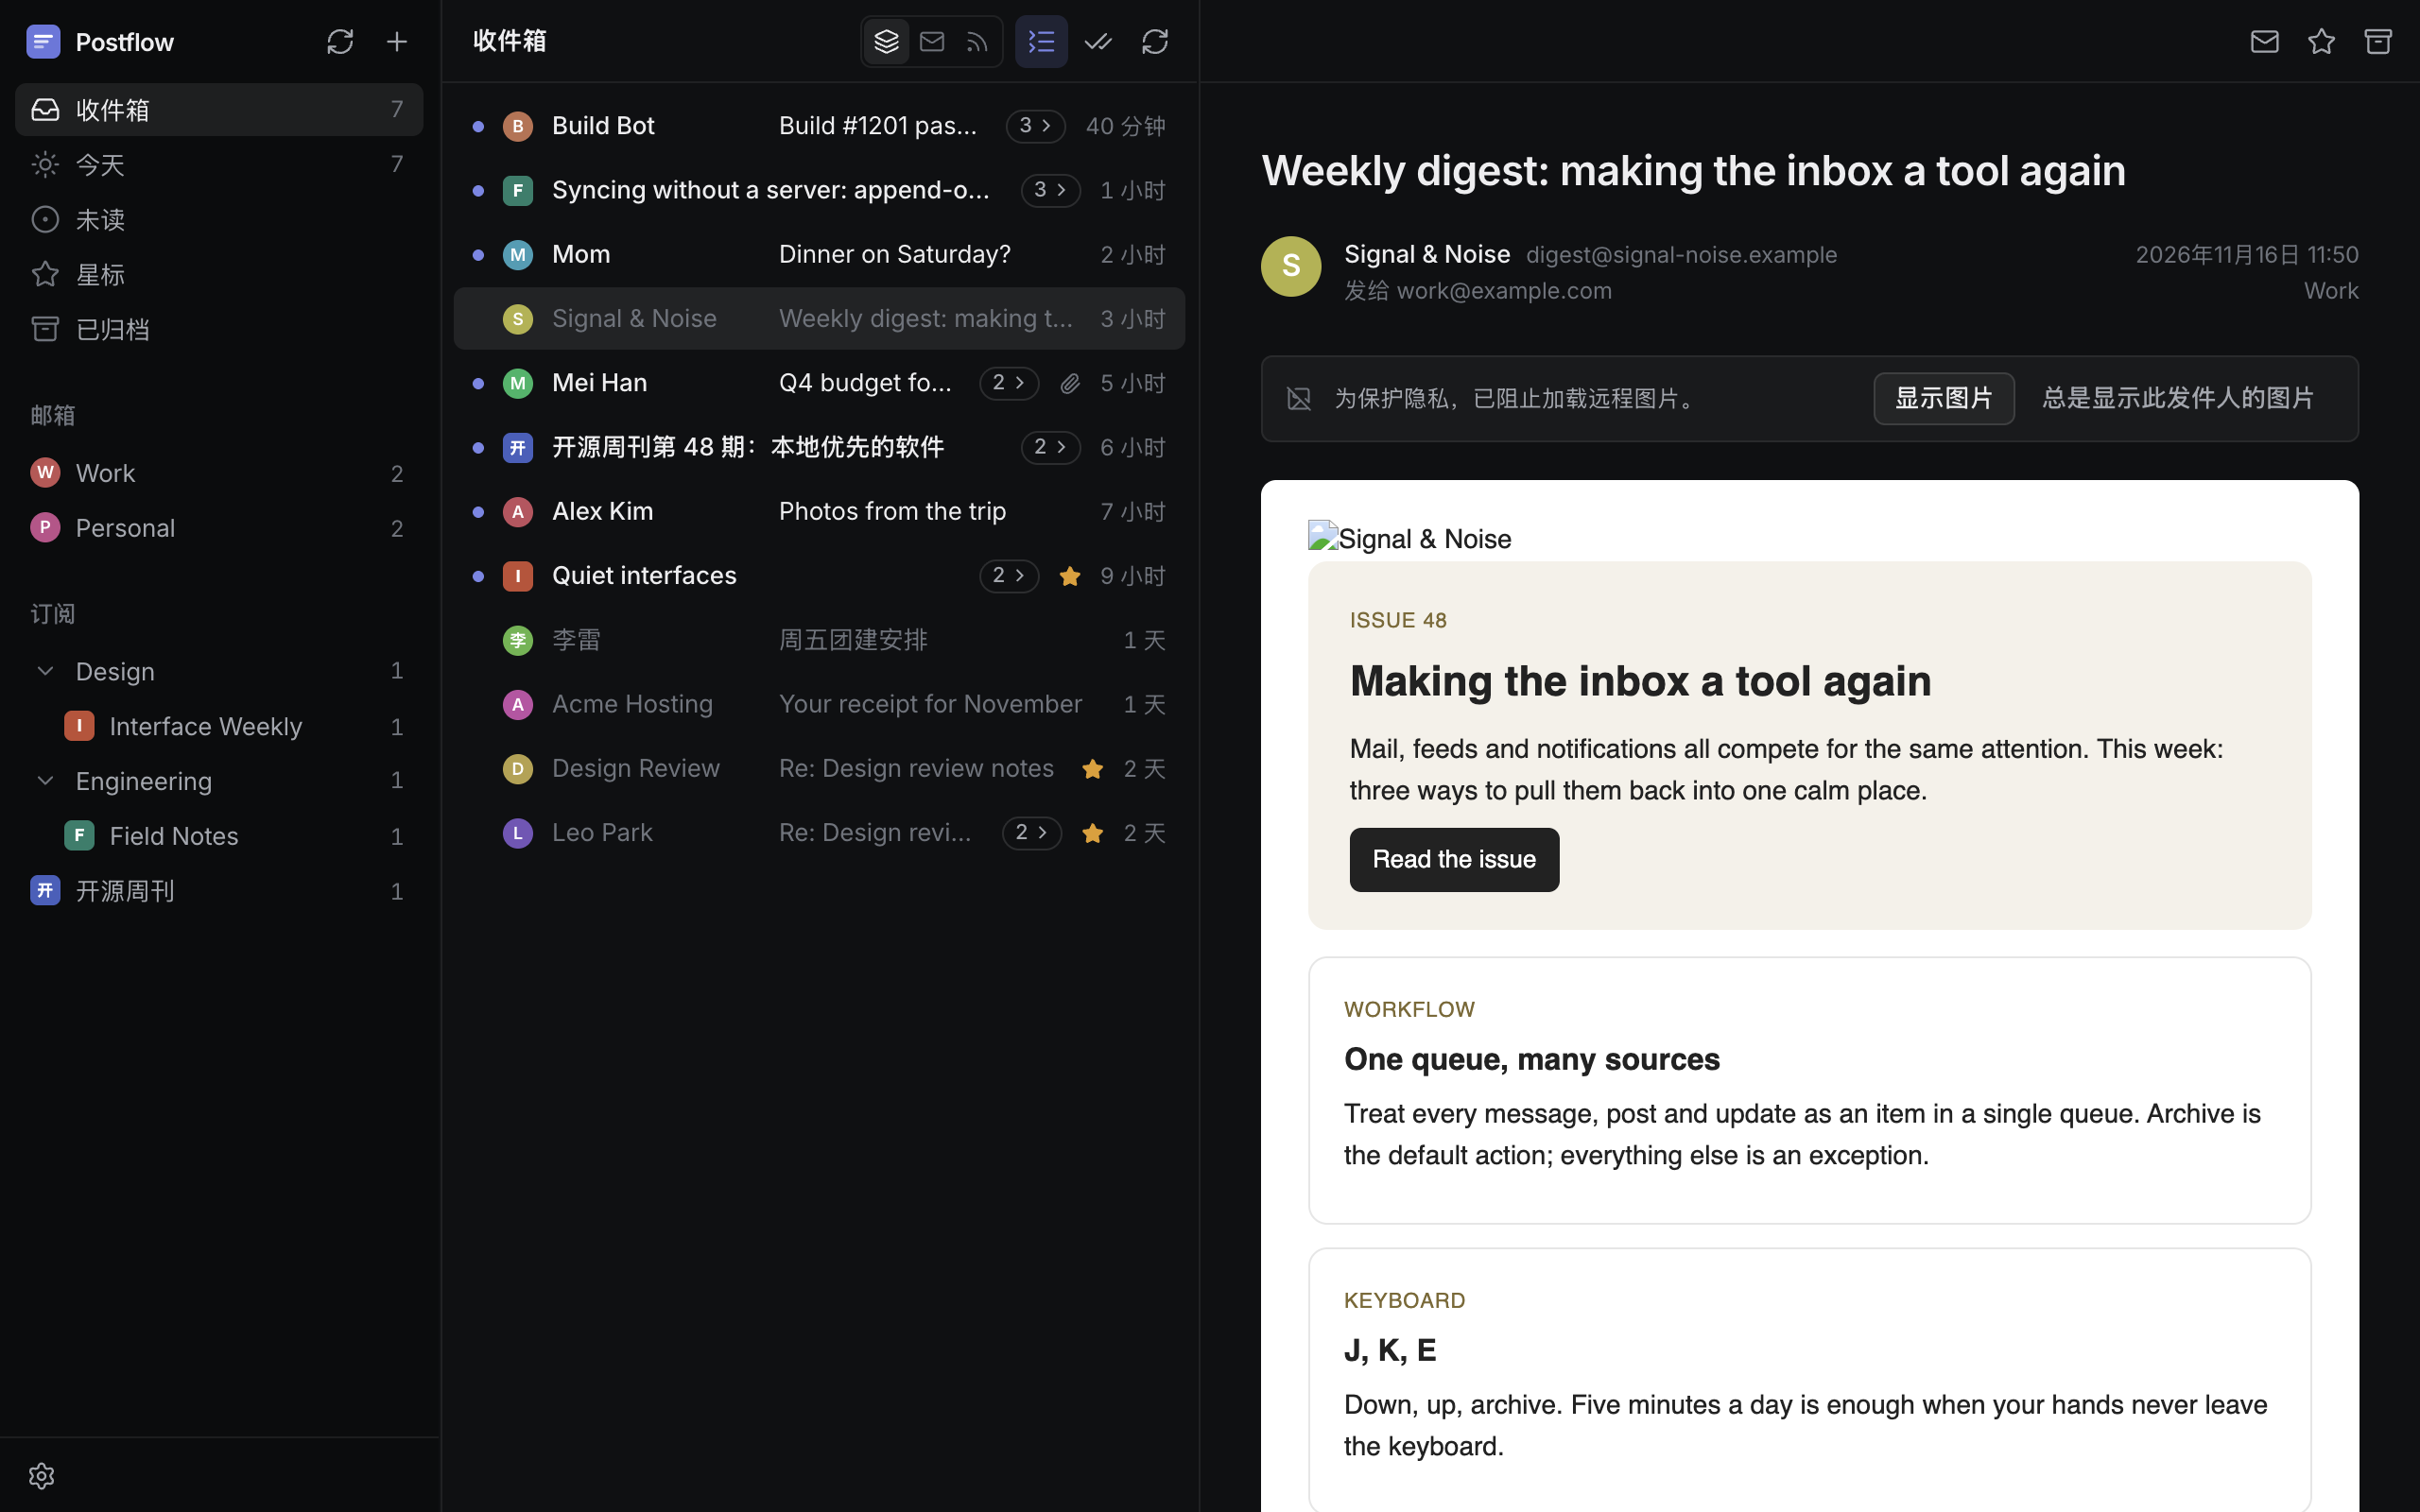 Postflow
收件箱 7
今天 7
未读
星标
已归档
邮箱
W Work 2
P Personal 2
订阅
Design 1
I Interface Weekly 1
Engineering 1
F Field Notes 1
开 开源周刊 1
收件箱
B Build Bot Build #1201 pas... 3 40 分钟
F Syncing without a server: append-o... 3 1 小时
M Mom Dinner on Saturday? 2 小时
S Signal & Noise Weekly digest: making t... 3 小时
M Mei Han Q4 budget fo... 2 5 小时
开 开源周刊第 48 期：本地优先的软件 2 6 小时
A Alex Kim Photos from the trip 7 小时
I Quiet interfaces 2 9 小时
李 李雷 周五团建安排 1 天
A Acme Hosting Your receipt for November 1 天
D Design Review Re: Design review notes 2 天
L Leo Park Re: Design revi... 2 2 天
Weekly digest: making the inbox a tool again
S Signal & Noise digest@signal-noise.example 2026年11月16日 11:50
发给 work@example.com Work
为保护隐私，已阻止加载远程图片。 显示图片 总是显示此发件人的图片
Signal & Noise
ISSUE 48
Making the inbox a tool again
Mail, feeds and notifications all compete for the same attention. This week:
three ways to pull them back into one calm place.
Read the issue
WORKFLOW
One queue, many sources
Treat every message, post and update as an item in a single queue. Archive is
the default action; everything else is an exception.
KEYBOARD
J, K, E
Down, up, archive. Five minutes a day is enough when your hands never leave
the keyboard.